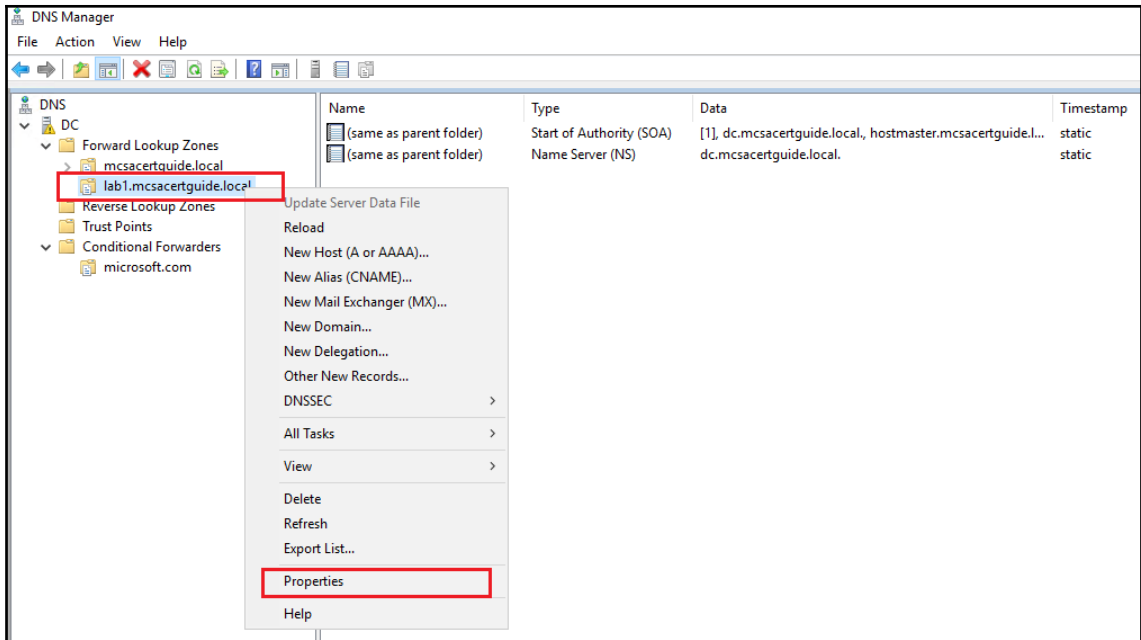 DNS Manager
File Action View Help
DNS
DC
Forward Lookup Zones
mcsacertguide.local
lab1.mcsacertguide.local
Reverse Lookup Zones
Trust Points
Conditional Forwarders
microsoft.com
Name Type Data Timestamp
(same as parent folder) Start of Authority (SOA) [1], dc.mcsacertguide.local., hostmaster.mcsacertguide.l... static
(same as parent folder) Name Server (NS) dc.mcsacertguide.local. static
Update Server Data File
Reload
New Host (A or AAAA)...
New Alias (CNAME)...
New Mail Exchanger (MX)...
New Domain...
New Delegation...
Other New Records...
DNSSEC
All Tasks
View
Delete
Refresh
Export List...
Properties
Help